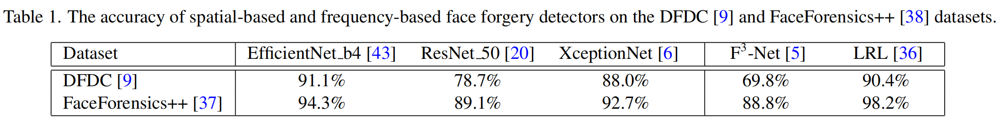 Table 1. The accuracy of spatial-based and frequency-based face forgery detectors on the DFDC [9] and FaceForensics++ [38] datasets.
Dataset EfficientNet_b4 [43] ResNet_50 [20] XceptionNet [6] F³-Net [5] LRL [36]
DFDC [9] 91.1% 78.7% 88.0% 69.8% 90.4%
FaceForensics++ [37] 94.3% 89.1% 92.7% 88.8% 98.2%